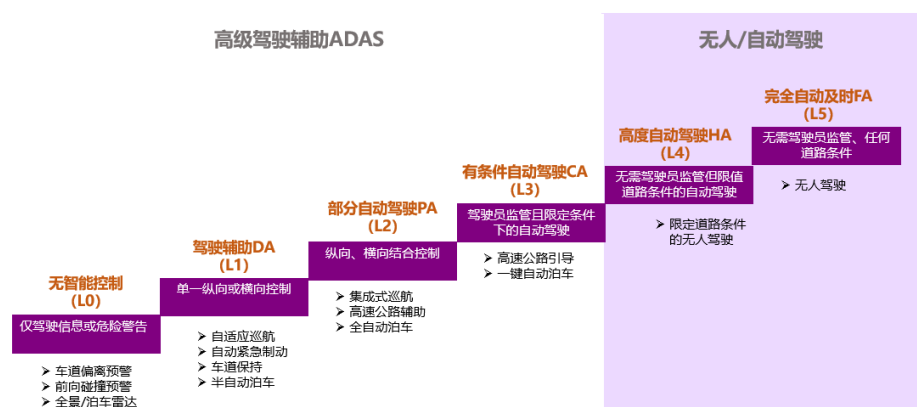 高级驾驶辅助ADAS
无人/自动驾驶
无智能控制
(L0)
仅驾驶信息或危险警告
➢ 车道偏离预警
➢ 前向碰撞预警
➢ 全景/泊车雷达
驾驶辅助DA
(L1)
单一纵向或横向控制
➢ 自适应巡航
➢ 自动紧急制动
➢ 车道保持
➢ 半自动泊车
部分自动驾驶PA
(L2)
纵向、横向结合控制
➢ 集成式巡航
➢ 高速公路辅助
➢ 全自动泊车
有条件自动驾驶CA
(L3)
驾驶员监管且限定条件
下的自动驾驶
➢ 高速公路引导
➢ 一键自动泊车
高度自动驾驶HA
(L4)
无需驾驶员监管但限值
道路条件的自动驾驶
➢ 限定道路条件
的无人驾驶
完全自动及时FA
(L5)
无需驾驶员监管、任何
道路条件
➢ 无人驾驶